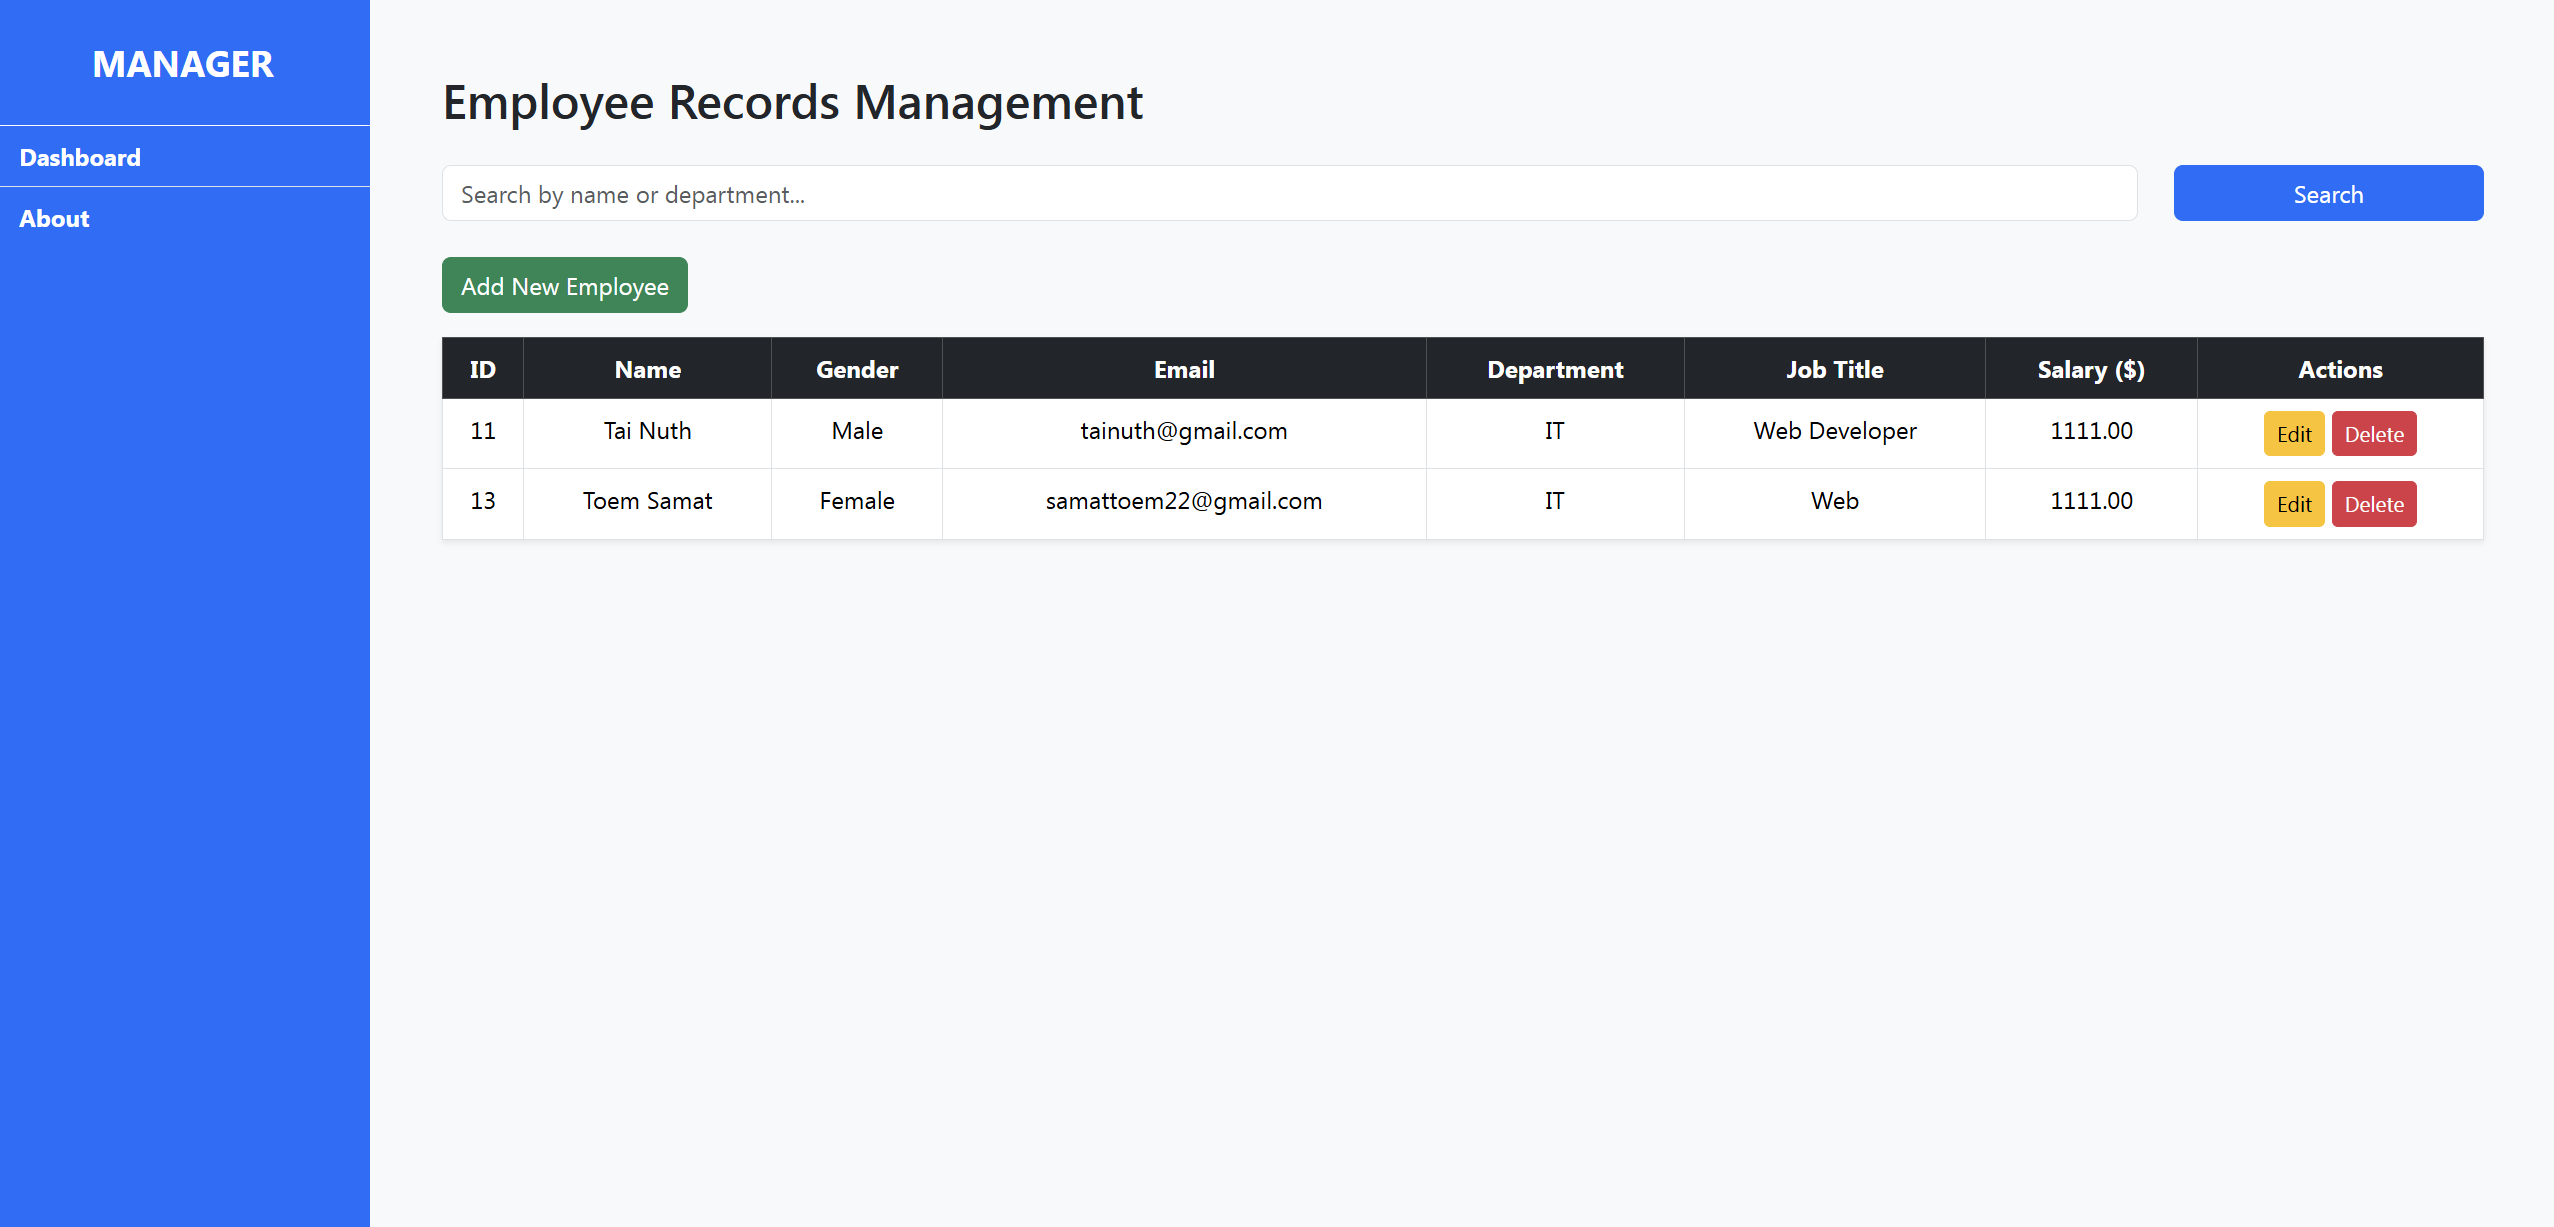 MANAGER
Dashboard
About
Employee Records Management
Search by name or department...
Search
Add New Employee
ID Name Gender Email Department Job Title Salary ($) Actions
11 Tai Nuth Male tainuth@gmail.com IT Web Developer 1111.00 Edit Delete
13 Toem Samat Female samattoem22@gmail.com IT Web 1111.00 Edit Delete